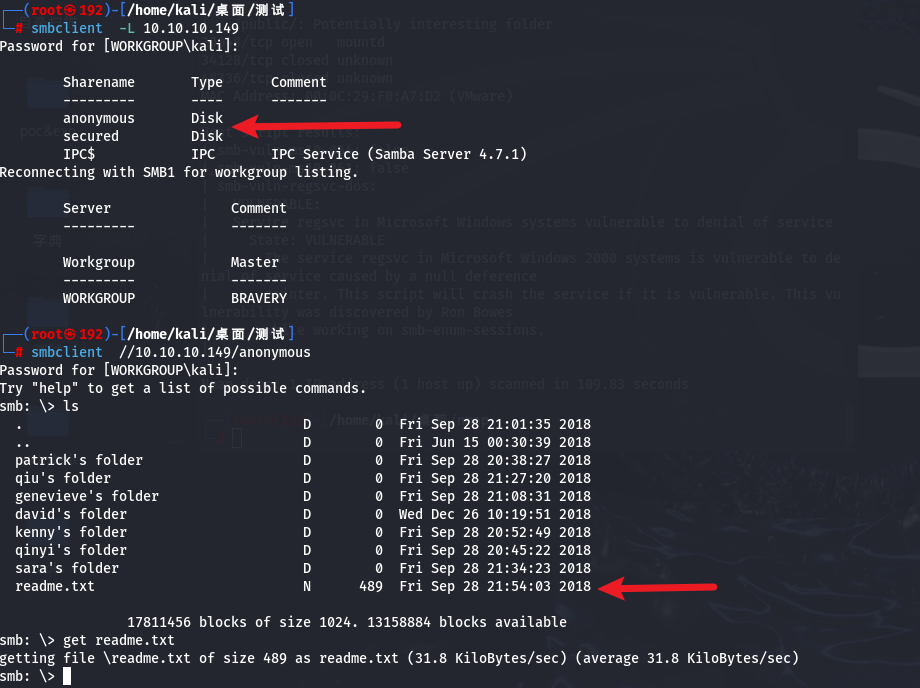 ┌──(root㉿192)-[/home/kali/桌面/测试]
└─# smbclient  -L 10.10.10.149
Password for [WORKGROUP\kali]:
Sharename       Type      Comment
---------       ----      -------
anonymous       Disk
secured         Disk
IPC$            IPC       IPC Service (Samba Server 4.7.1)
Reconnecting with SMB1 for workgroup listing.
Server               Comment
---------            -------
Workgroup            Master
---------            -------
WORKGROUP            BRAVERY
┌──(root㉿192)-[/home/kali/桌面/测试]
└─# smbclient  //10.10.10.149/anonymous
Password for [WORKGROUP\kali]:
Try "help" to get a list of possible commands.
smb: \> ls
.                                   D        0  Fri Sep 28 21:01:35 2018
..                                  D        0  Fri Jun 15 00:30:39 2018
patrick's folder                    D        0  Fri Sep 28 20:38:27 2018
qiu's folder                        D        0  Fri Sep 28 21:27:20 2018
genevieve's folder                  D        0  Fri Sep 28 21:08:31 2018
david's folder                      D        0  Wed Dec 26 10:19:51 2018
kenny's folder                      D        0  Fri Sep 28 20:52:49 2018
qinyi's folder                      D        0  Fri Sep 28 20:45:22 2018
sara's folder                       D        0  Fri Sep 28 21:34:23 2018
readme.txt                          N      489  Fri Sep 28 21:54:03 2018
17811456 blocks of size 1024. 13158884 blocks available
smb: \> get readme.txt
getting file \readme.txt of size 489 as readme.txt (31.8 KiloBytes/sec) (average 31.8 KiloBytes/sec)
smb: \>